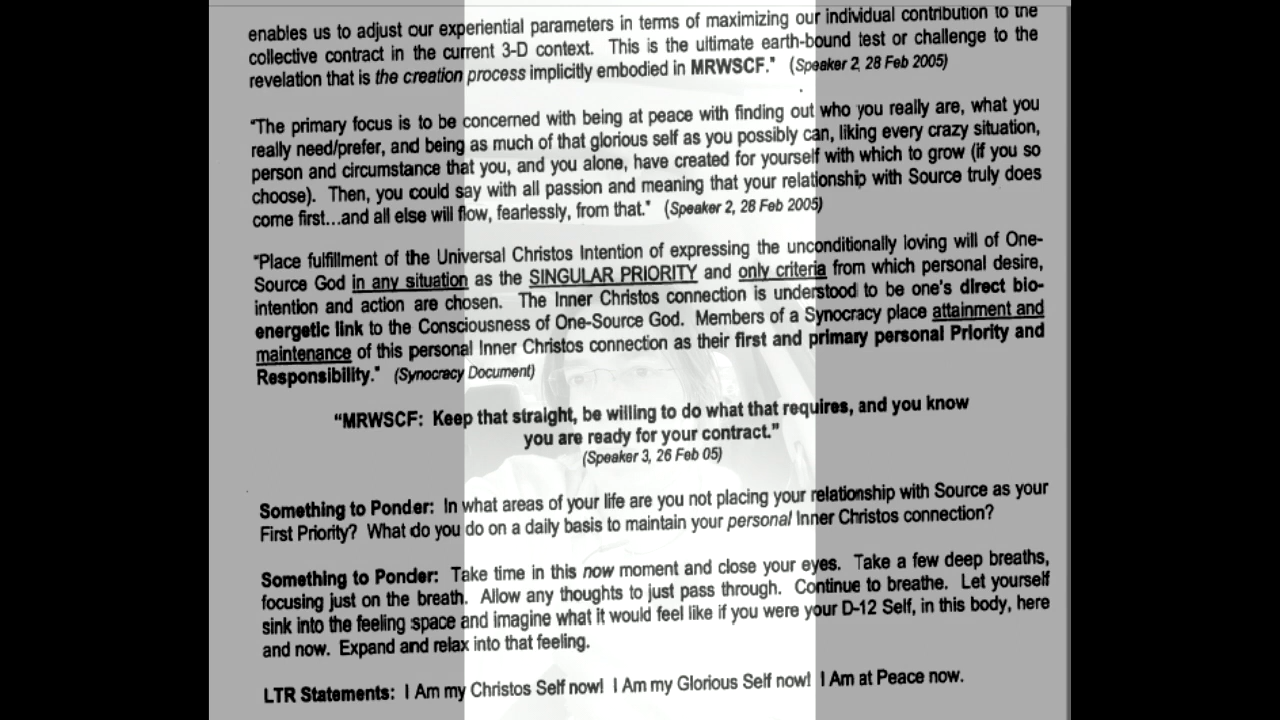 enables us to adjust our experiential parameters in terms of maximizing our individual contribution to the
collective contract in the current 3-D context. This is the ultimate earth-bound test or challenge to the
revelation that is the creation process implicitly embodied in MRWSCF." (Speaker 2, 28 Feb 2005)
"The primary focus is to be concerned with being at peace with finding out who you really are, what you
really need/prefer, and being as much of that glorious self as you possibly can, liking every crazy situation,
person and circumstance that you, and you alone, have created for yourself with which to grow (if you so
choose). Then, you could say with all passion and meaning that your relationship with Source truly does
come first...and all else will flow, fearlessly, from that." (Speaker 2, 28 Feb 2005)
"Place fulfillment of the Universal Christos Intention of expressing the unconditionally loving will of One-
Source God in any situation as the SINGULAR PRIORITY and only criteria from which personal desire,
intention and action are chosen. The Inner Christos connection is understood to be one's direct bio-
energetic link to the Consciousness of One-Source God. Members of a Synocracy place attainment and
maintenance of this personal Inner Christos connection as their first and primary personal Priority and
Responsibility." (Synocracy Document)
"MRWSCF: Keep that straight, be willing to do what that requires, and you know
you are ready for your contract."
(Speaker 3, 26 Feb 05)
Something to Ponder: In what areas of your life are you not placing your relationship with Source as your
First Priority? What do you do on a daily basis to maintain your personal Inner Christos connection?
Something to Ponder: Take time in this now moment and close your eyes. Take a few deep breaths,
focusing just on the breath. Allow any thoughts to just pass through. Continue to breathe. Let yourself
sink into the feeling space and imagine what it would feel like if you were your D-12 Self, in this body, here
and now. Expand and relax into that feeling.
LTR Statements: I Am my Christos Self now! I Am my Glorious Self now! I Am at Peace now.